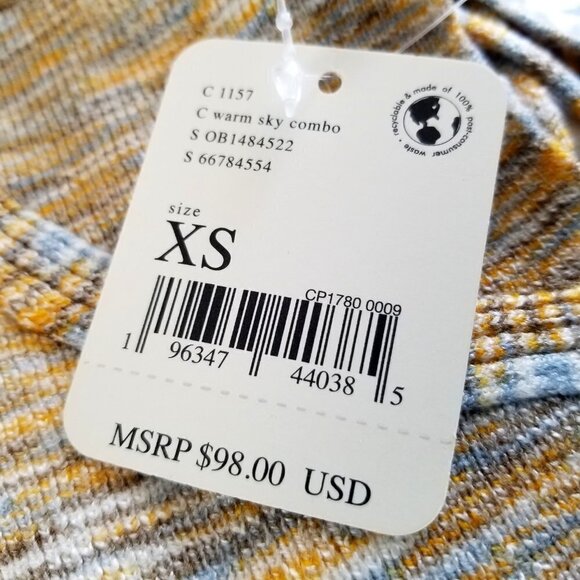 C 1157
C warm sky combo
S OB1484522
S 66784554
recyclable & made of 100% post-consumer waste •
size
XS
CP1780 0009
1 96347 44038 5
MSRP $98.00 USD